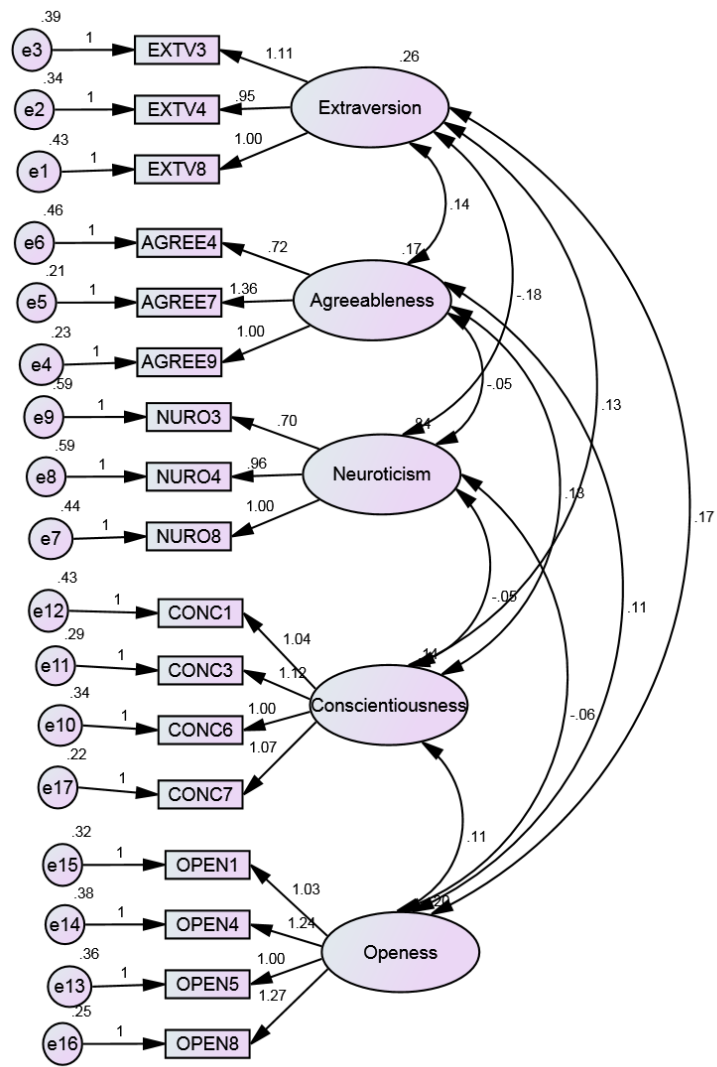 .39
e3 1 EXTV3 1.11 .26
.34
e2 1 EXTV4 .95 Extraversion
.43
e1 1 EXTV8 1.00
.46
e6 1 AGREE4 .72 .17 .14
.21
e5 1 AGREE7 1.36 Agreeableness -.18
.23
e4 1 AGREE9 1.00
.59
e9 1 NURO3 .70 .84 -.05 .13
.59
e8 1 NURO4 .96 Neuroticism
.44
e7 1 NURO8 1.00 .13 .17
.43
e12 1 CONC1 1.04 -.05 .11
.29
e11 1 CONC3 1.12 .14
.34
e10 1 CONC6 1.00 Conscientiousness -.06
.22
e17 1 CONC7 1.07
.32
e15 1 OPEN1 1.03 .11
.38
e14 1 OPEN4 1.24 .20
.36
e13 1 OPEN5 1.00 Openess
.25
e16 1 OPEN8 1.27